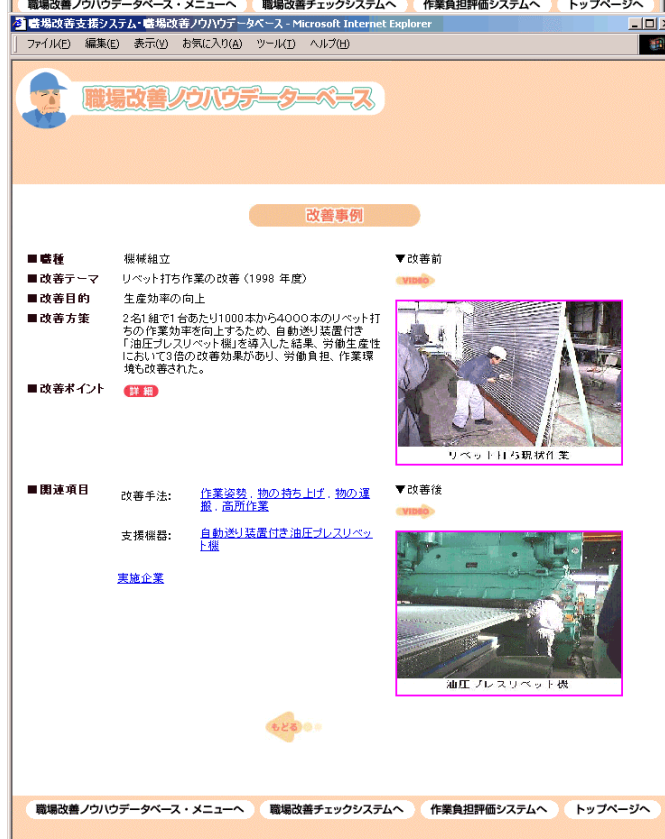 職場改善ノウハウデータベース・メニューへ 職場改善チェックシステムへ 作業負担評価システムへ トップページへ
職場改善支援システム・職場改善ノウハウデータベース - Microsoft Internet Explorer
ファイル(F) 編集(E) 表示(V) お気に入り(A) ツール(T) ヘルプ(H)
職場改善ノウハウデーターベース
改善事例
■職種 機械組立
■改善テーマ リベット打ち作業の改善(1998 年度)
■改善目的 生産効率の向上
■改善方策 2名1組で1台あたり1000本から4000本のリベット打
ちの作業効率を向上するため、自動送り装置付き
「油圧プレスリベット機」を導入した結果、労働生産性
において3倍の改善効果があり、労働負担、作業環
境も改善された。
■改善ポイント 詳細
▼改善前
VIDEO
リベット打ち現状作業
■関連項目 改善手法: 作業姿勢, 物の持ち上げ, 物の運
搬, 高所作業
支援機器: 自動送り装置付き油圧プレスリベッ
ト機
実施企業
▼改善後
VIDEO
油圧プレスリベット機
もどる
職場改善ノウハウデータベース・メニューへ 職場改善チェックシステムへ 作業負担評価システムへ トップページへ